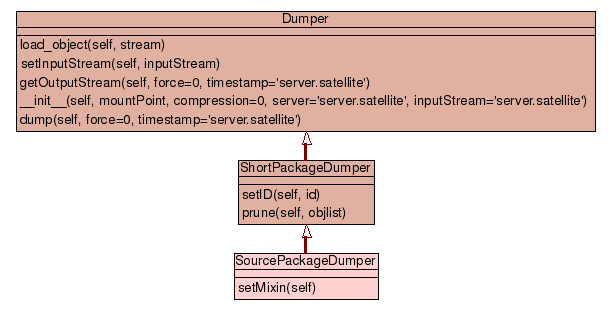 Dumper
load_object(self, stream)
setInputStream(self, inputStream)
getOutputStream(self, force=0, timestamp='server.satellite')
__init__(self, mountPoint, compression=0, server='server.satellite', inputStream='server.satellite')
dump(self, force=0, timestamp='server.satellite')
ShortPackageDumper
setID(self, id)
prune(self, objlist)
SourcePackageDumper
setMixin(self)